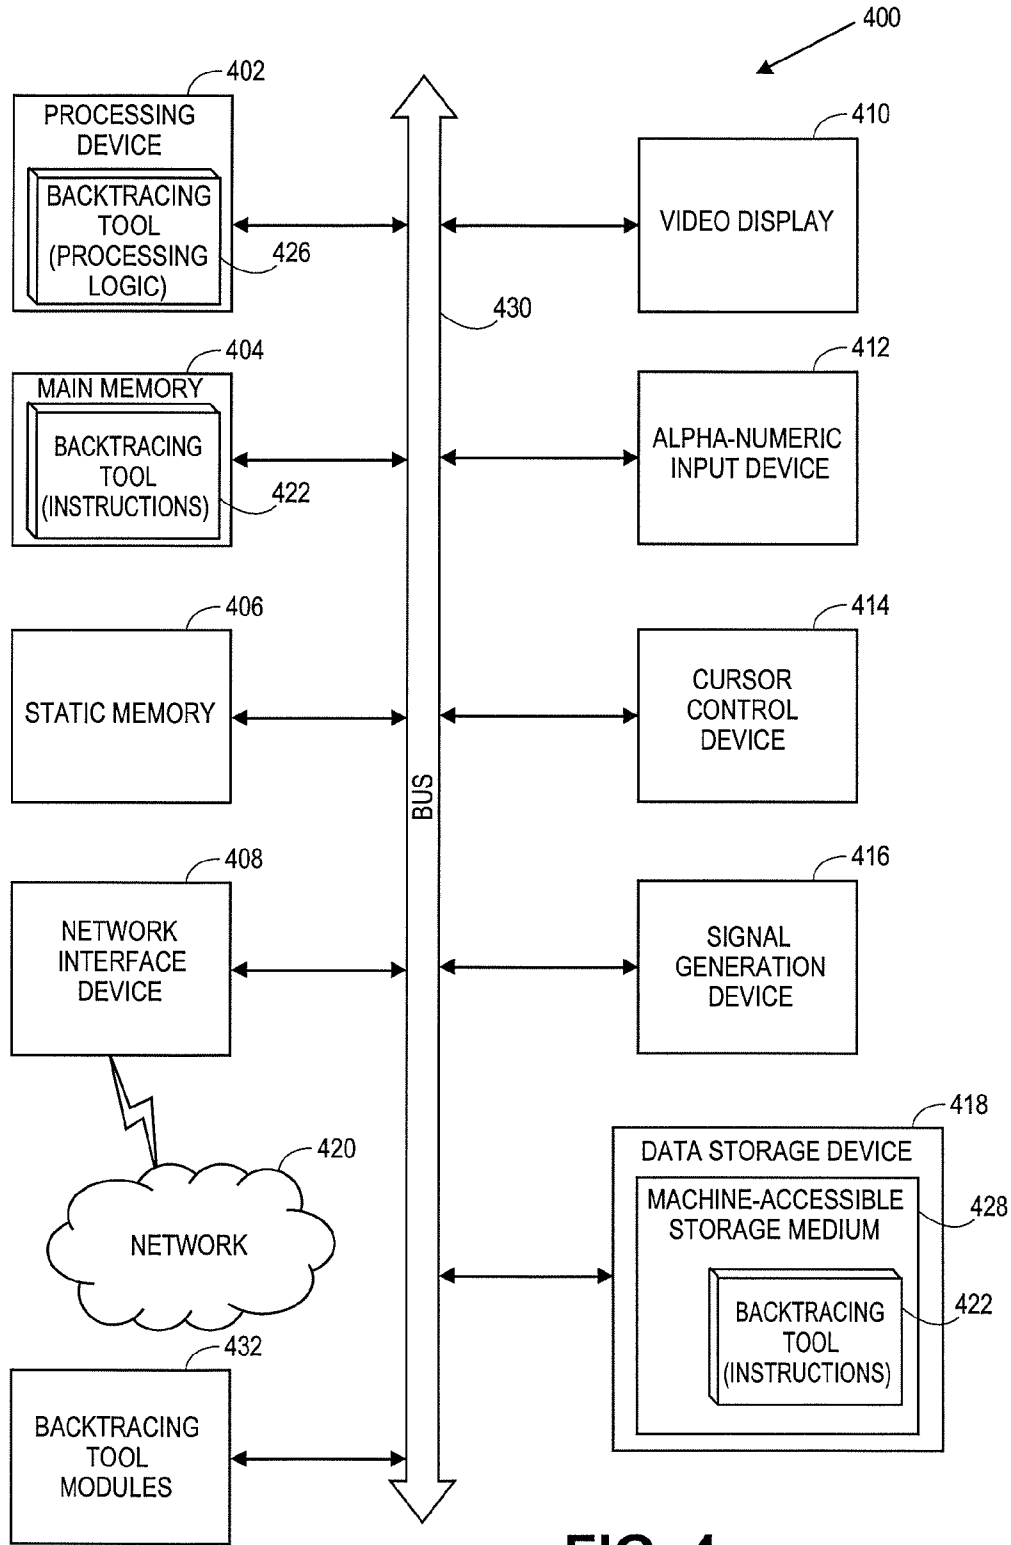 400
402
PROCESSING
DEVICE
BACKTRACING
TOOL
(PROCESSING
LOGIC)
426
404
MAIN MEMORY
BACKTRACING
TOOL
(INSTRUCTIONS)
422
406
STATIC MEMORY
408
NETWORK
INTERFACE
DEVICE
420
NETWORK
432
BACKTRACING
TOOL
MODULES
BUS
430
410
VIDEO DISPLAY
412
ALPHA-NUMERIC
INPUT DEVICE
414
CURSOR
CONTROL
DEVICE
416
SIGNAL
GENERATION
DEVICE
418
DATA STORAGE DEVICE
MACHINE-ACCESSIBLE
STORAGE MEDIUM
428
BACKTRACING
TOOL
(INSTRUCTIONS)
422
FIG. 4